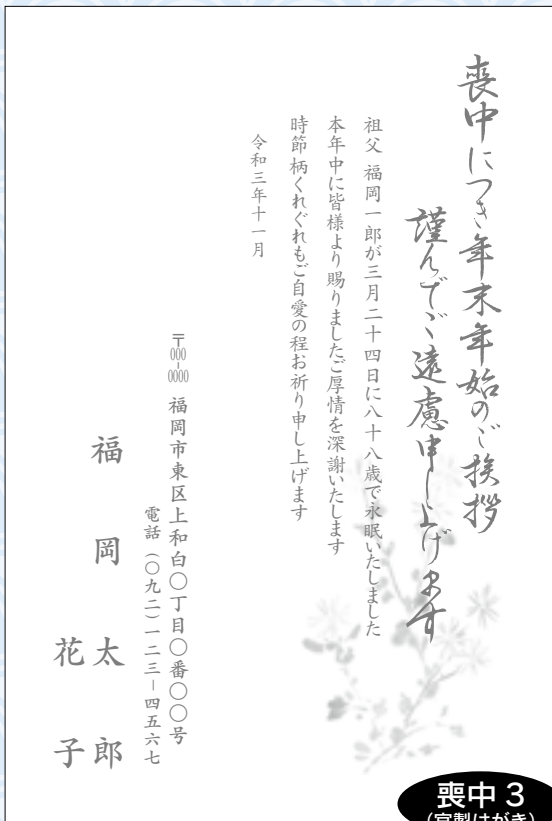 喪中につき年末年始のご挨拶
謹んでご遠慮申し上げます
祖父 福岡一郎が三月二十四日に八十八歳で永眠いたしました
本年中に皆様より賜りましたご厚情を深謝いたします
時節柄くれぐれもご自愛の程お祈り申し上げます
令和三年十一月
〒000-0000 福岡市東区上和白〇丁目〇番〇〇号
電話（〇九二）一二三－四五六七
福岡 太郎
花子
喪中3
（官製はがき）